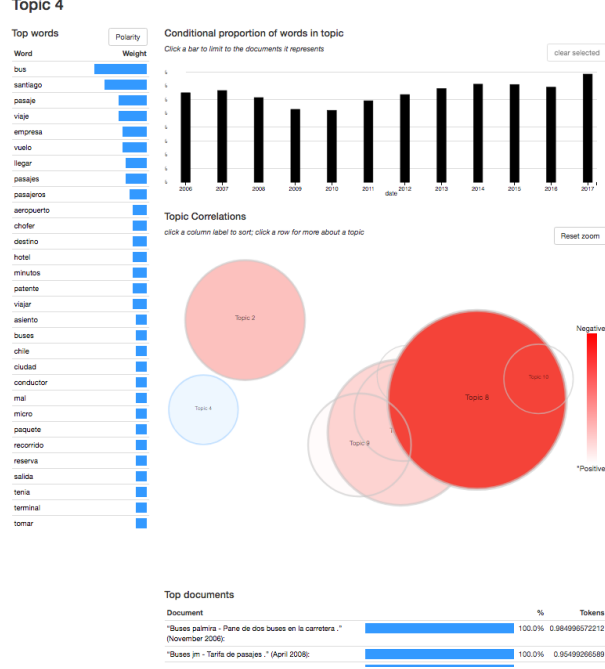 Topic 4
Top words
Polarity
Word Weight
bus
santiago
pasaje
viaje
empresa
vuelo
llegar
pasajes
pasajeros
aeropuerto
chofer
destino
hotel
minutos
patente
viajar
asiento
buses
chile
ciudad
conductor
mal
micro
paquete
recorrido
reserva
salida
tenia
terminal
tomar
Conditional proportion of words in topic
Click a bar to limit to the documents it represents
clear selected
2006 2007 2008 2009 2010 2011 2012 2013 2014 2015 2016 2017
date
Topic Correlations
click a column label to sort; click a row for more about a topic
Reset zoom
Topic 2
Topic 4
Topic 9
Topic 8
Topic 10
Negative
"Positive
Top documents
Document % Tokens
"Buses palmira - Pane de dos buses en la carretera ." (November 2006): 100.0% 0.984996572212
"Buses jm - Tarifa de pasajes ." (April 2008): 100.0% 0.95499266589